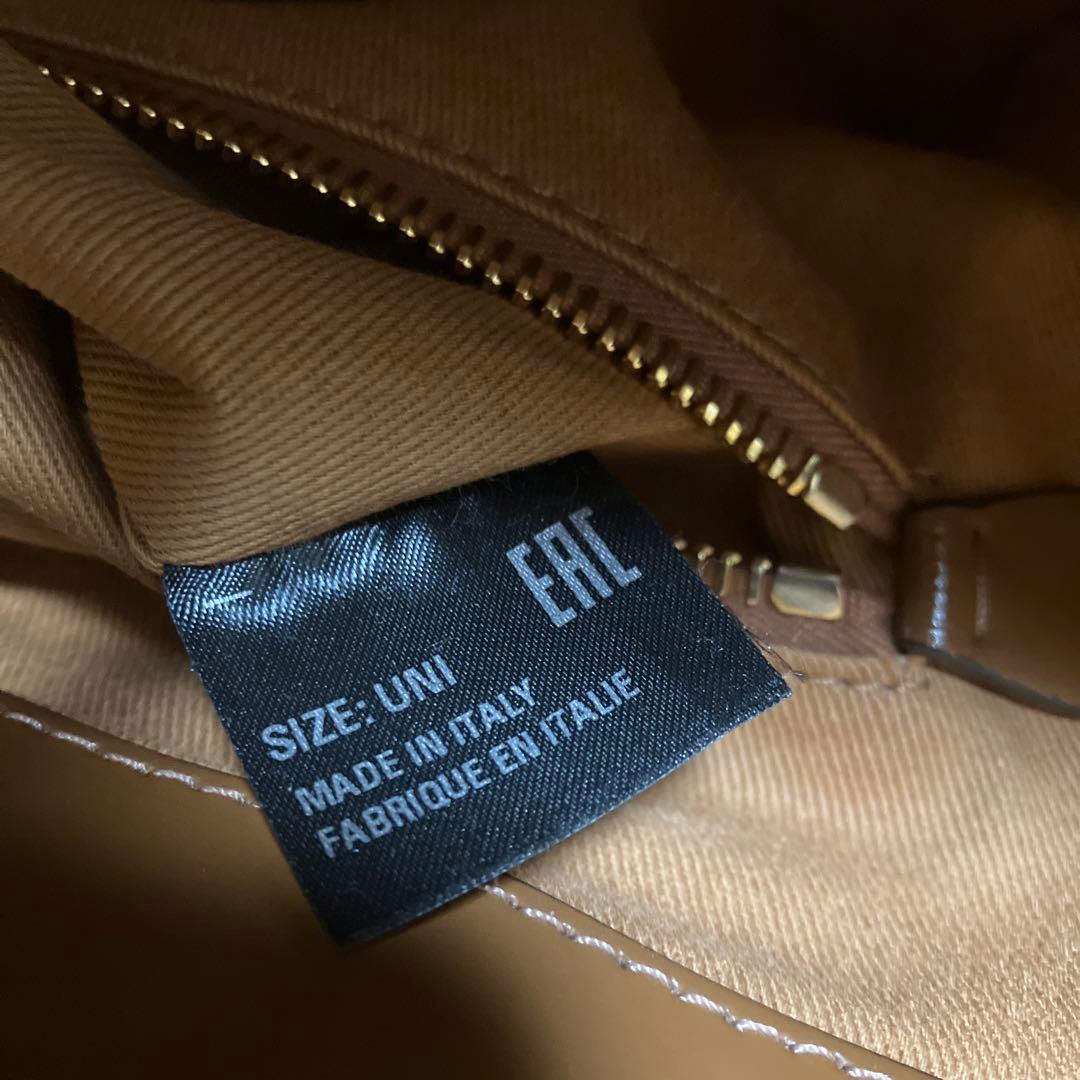 EAC
SIZE: UNI
MADE IN ITALY
FABRIQUE EN ITALIE